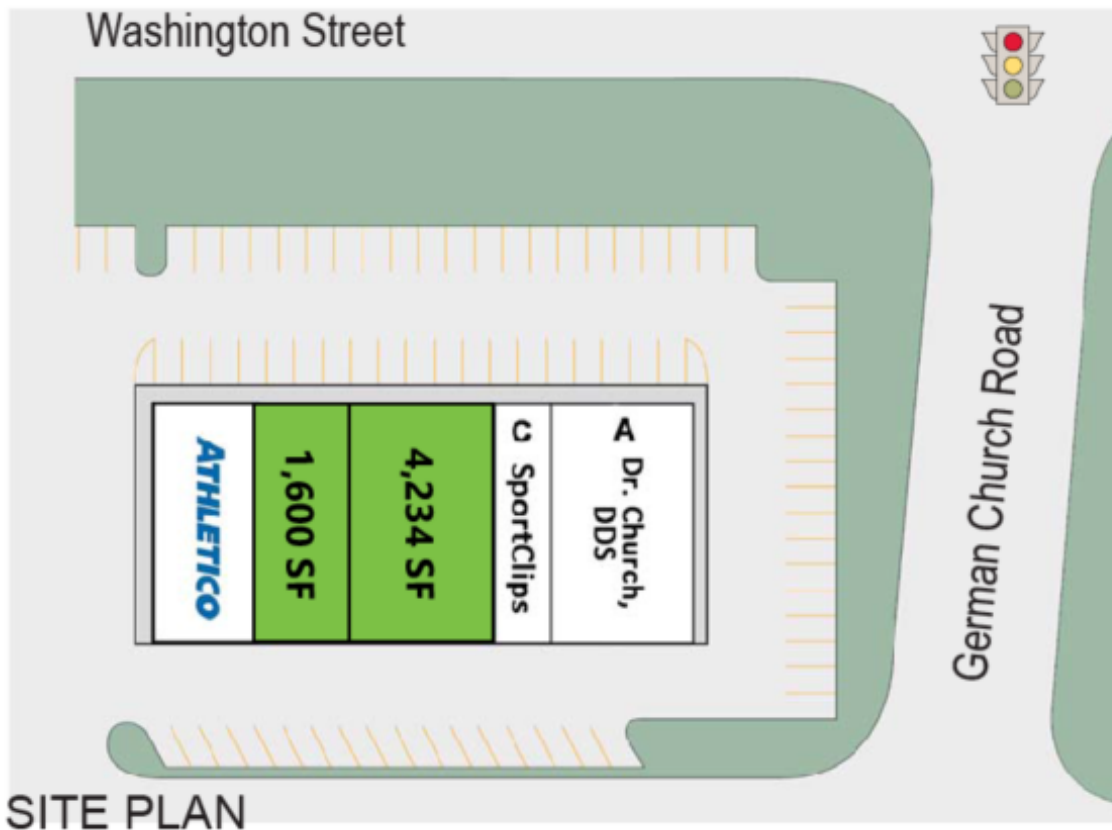 Washington Street
German Church Road
ATHLETICO
1,600 SF
4,234 SF
C SportClips
A Dr. Church,
DDS
SITE PLAN